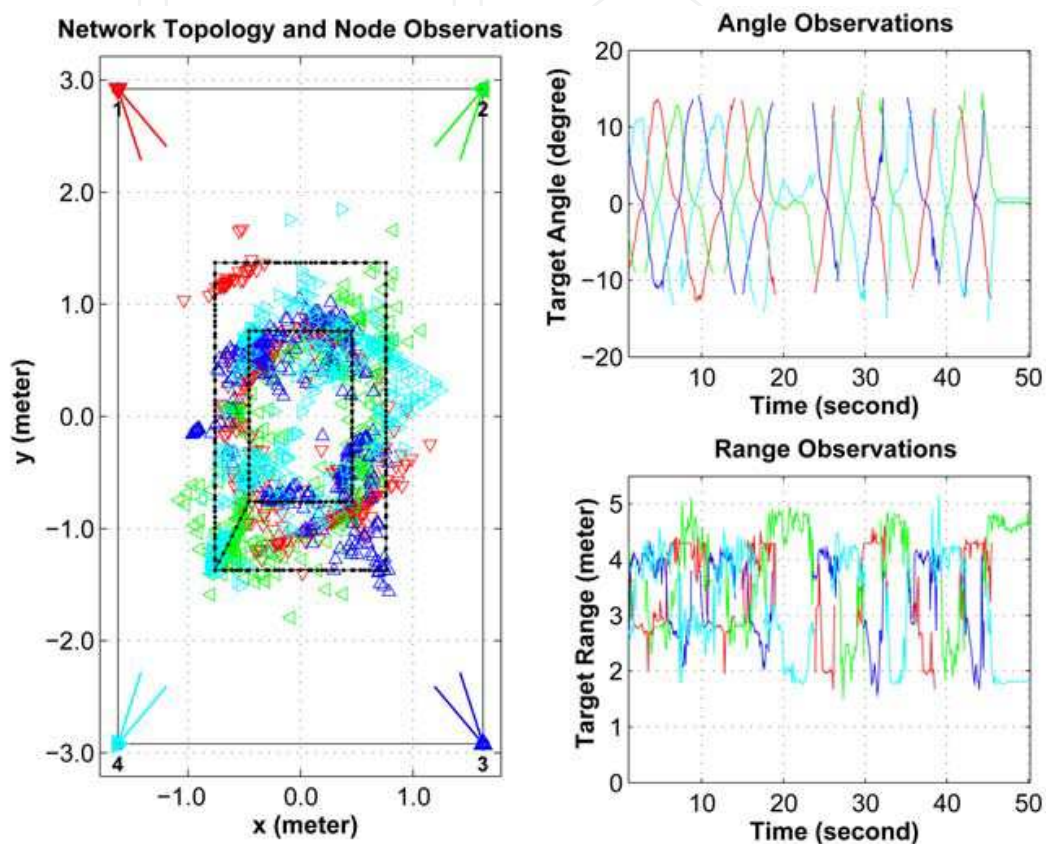 Network Topology and Node Observations
3.0
2.0
1.0
0.0
−1.0
−2.0
−3.0
y (meter)
1
2
4
3
−1.0 0.0 1.0
x (meter)
Angle Observations
20
10
0
−10
−20
Target Angle (degree)
10 20 30 40 50
Time (second)
Range Observations
5
4
3
2
1
0
Target Range (meter)
10 20 30 40 50
Time (second)